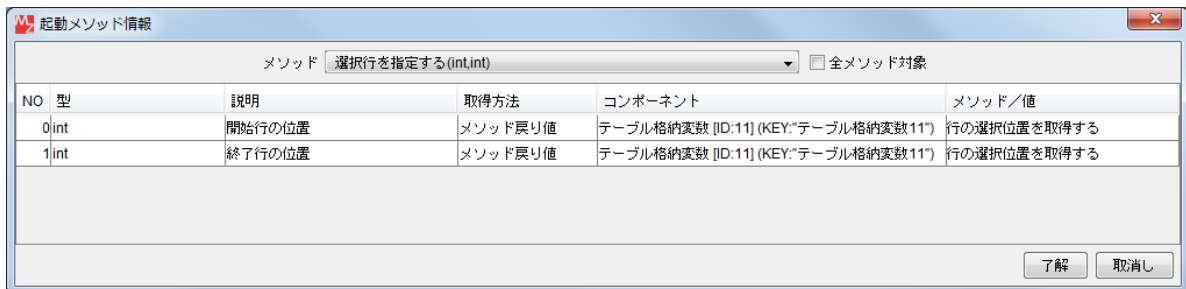 起動メソッド情報
メソッド 選択行を指定する(int,int) 全メソッド対象
NO 型 説明 取得方法 コンポーネント メソッド／値
0 int 開始行の位置 メソッド戻り値 テーブル格納変数 [ID:11] (KEY:"テーブル格納変数11") 行の選択位置を取得する
1 int 終了行の位置 メソッド戻り値 テーブル格納変数 [ID:11] (KEY:"テーブル格納変数11") 行の選択位置を取得する
了解 取消し